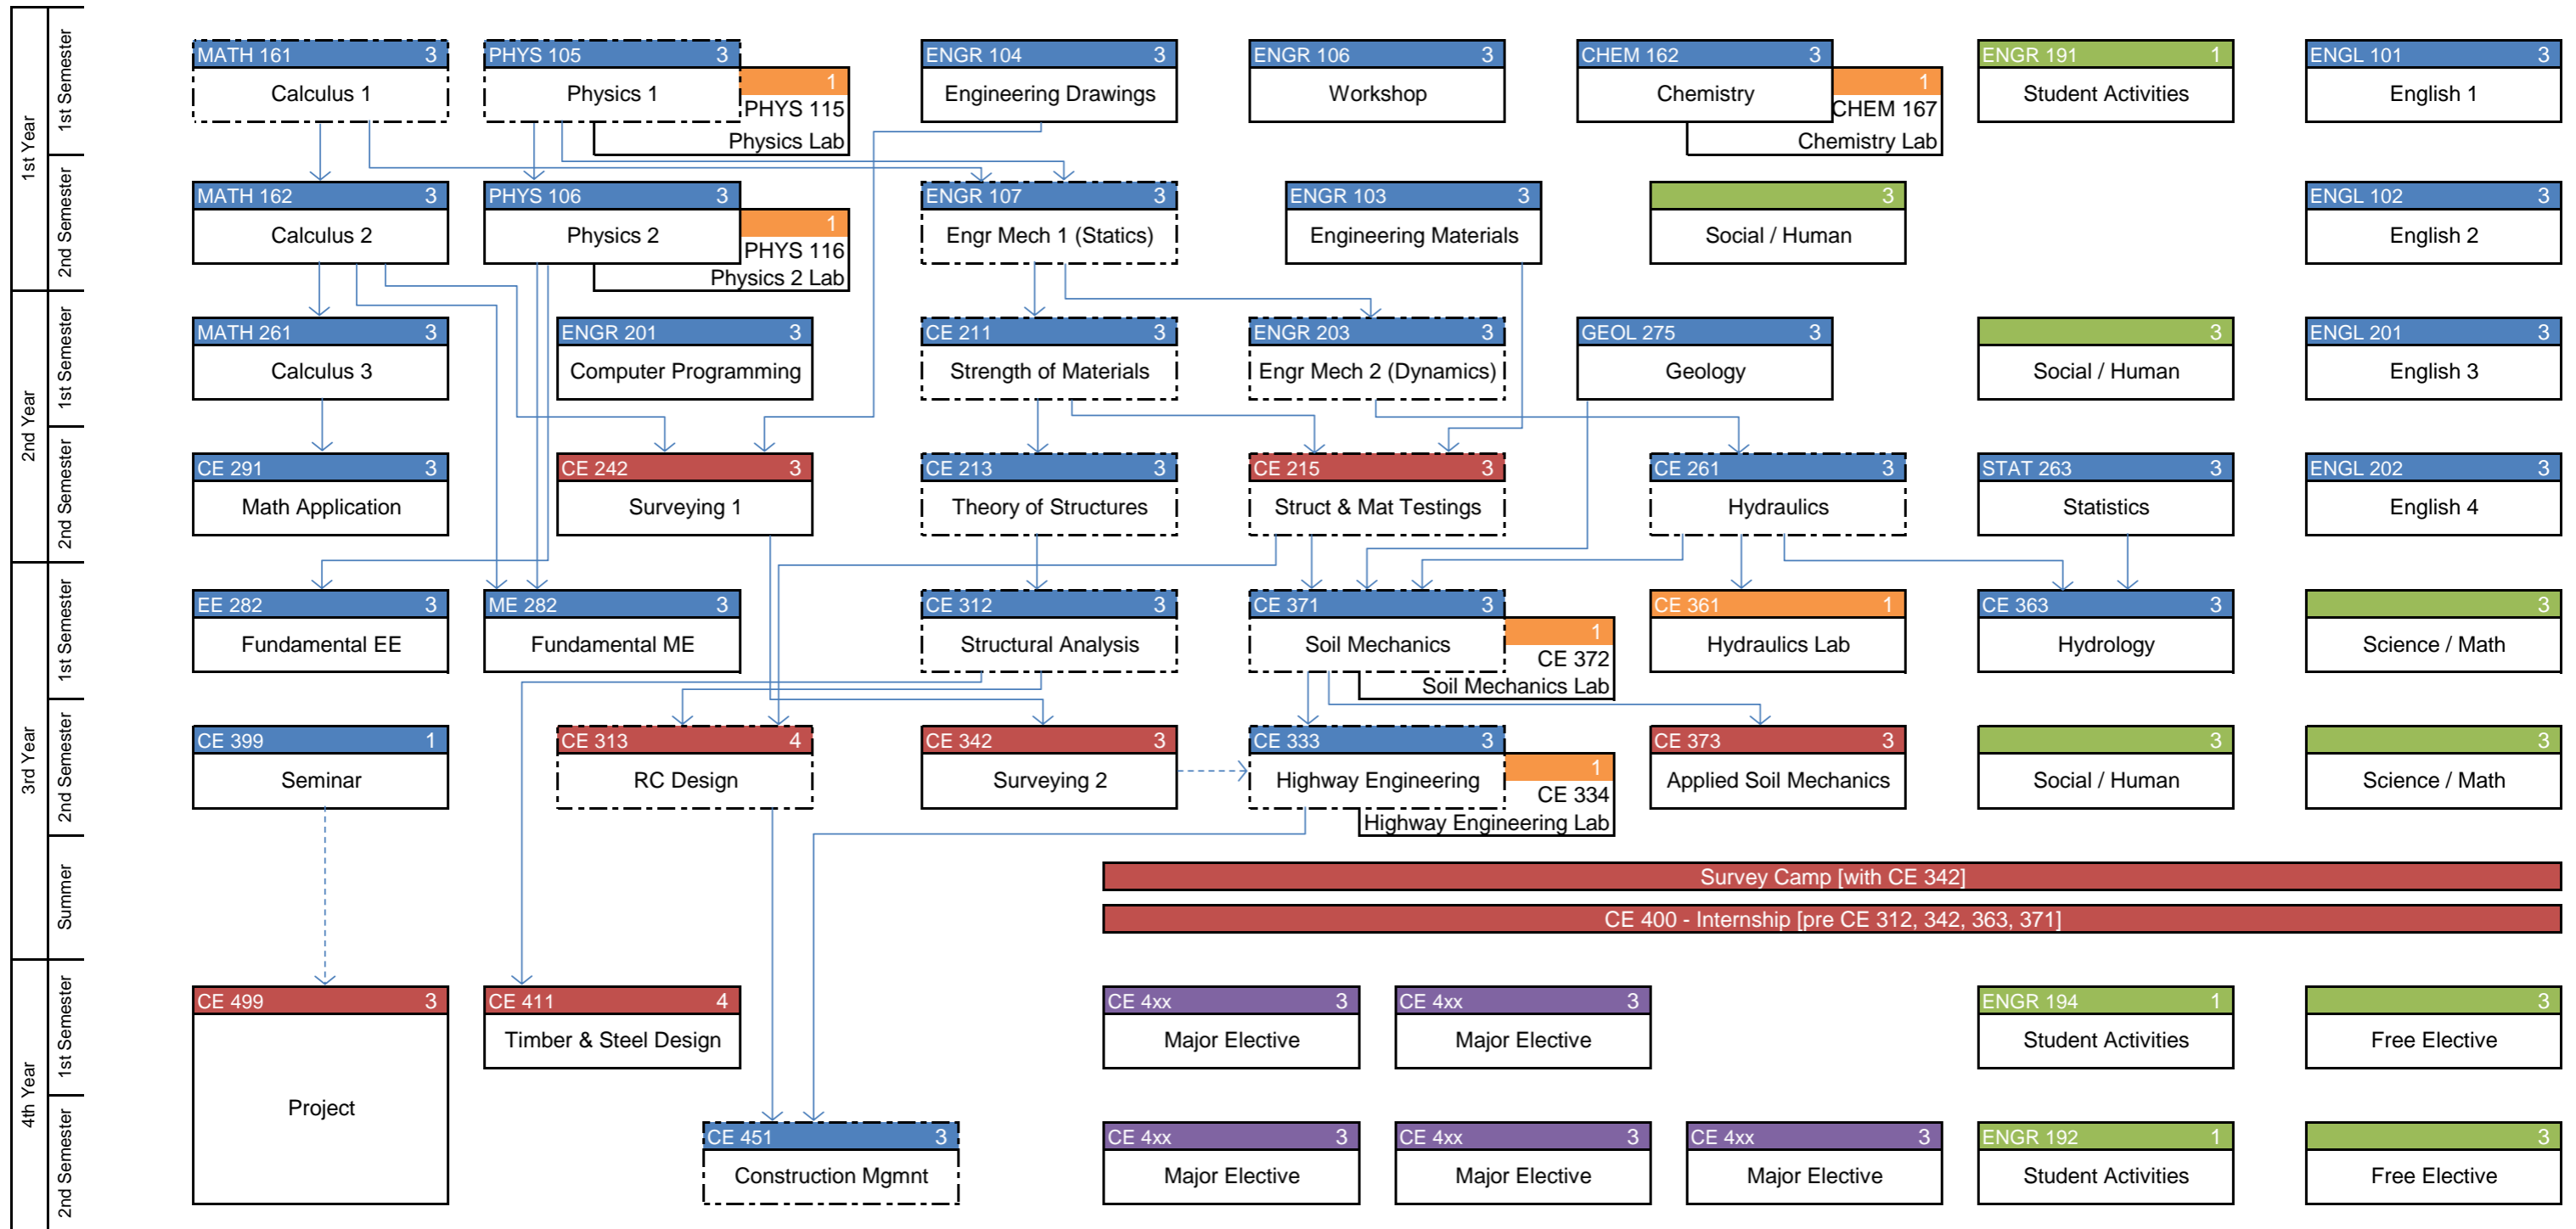 1st Year
1st Semester
MATH 161 3
Calculus 1
PHYS 105 3
Physics 1
1
PHYS 115
Physics Lab
ENGR 104 3
Engineering Drawings
ENGR 106 3
Workshop
CHEM 162 3
Chemistry
1
CHEM 167
Chemistry Lab
ENGR 191 1
Student Activities
ENGL 101 3
English 1
2nd Semester
MATH 162 3
Calculus 2
PHYS 106 3
Physics 2
1
PHYS 116
Physics 2 Lab
ENGR 107 3
Engr Mech 1 (Statics)
ENGR 103 3
Engineering Materials
3
Social / Human
ENGL 102 3
English 2
2nd Year
1st Semester
MATH 261 3
Calculus 3
ENGR 201 3
Computer Programming
CE 211 3
Strength of Materials
ENGR 203 3
Engr Mech 2 (Dynamics)
GEOL 275 3
Geology
3
Social / Human
ENGL 201 3
English 3
2nd Semester
CE 291 3
Math Application
CE 242 3
Surveying 1
CE 213 3
Theory of Structures
CE 215 3
Struct & Mat Testings
CE 261 3
Hydraulics
STAT 263 3
Statistics
ENGL 202 3
English 4
3rd Year
1st Semester
EE 282 3
Fundamental EE
ME 282 3
Fundamental ME
CE 312 3
Structural Analysis
CE 371 3
Soil Mechanics
1
CE 372
Soil Mechanics Lab
CE 361 1
Hydraulics Lab
CE 363 3
Hydrology
3
Science / Math
2nd Semester
CE 399 1
Seminar
CE 313 4
RC Design
CE 342 3
Surveying 2
CE 333 3
Highway Engineering
1
CE 334
Highway Engineering Lab
CE 373 3
Applied Soil Mechanics
3
Social / Human
3
Science / Math
Summer
Survey Camp [with CE 342]
CE 400 - Internship [pre CE 312, 342, 363, 371]
4th Year
1st Semester
CE 499 3
Project
CE 411 4
Timber & Steel Design
CE 4xx 3
Major Elective
CE 4xx 3
Major Elective
ENGR 194 1
Student Activities
3
Free Elective
2nd Semester
CE 451 3
Construction Mgmnt
CE 4xx 3
Major Elective
CE 4xx 3
Major Elective
CE 4xx 3
Major Elective
ENGR 192 1
Student Activities
3
Free Elective